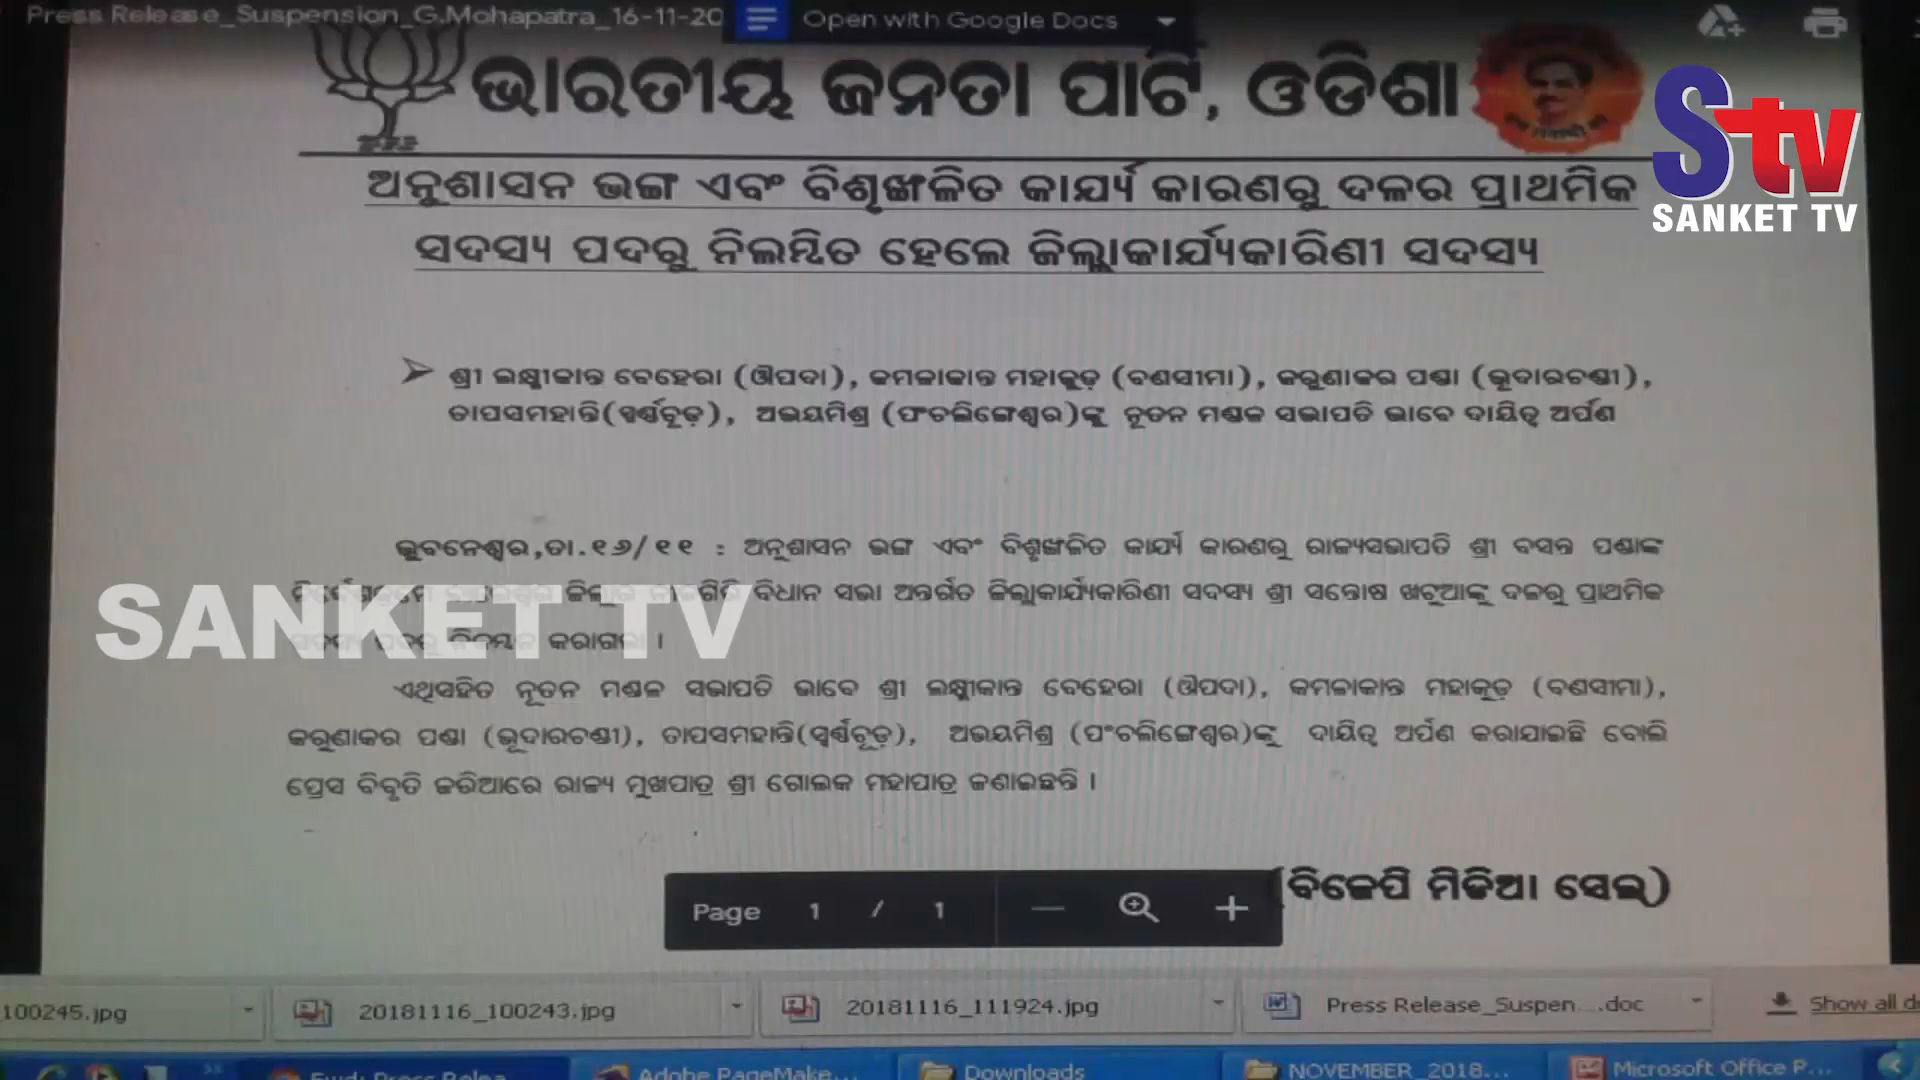 Press Release_Suspension_G.Mohapatra_16-11-20
Open with Google Docs
ଭାରତୀୟ ଜନତା ପାର୍ଟି, ଓଡିଶା
STV
SANKET TV
ଅନୁଶାସନ ଭଙ୍ଗ ଏବଂ ବିଶୃଙ୍ଖଳିତ କାର୍ଯ୍ୟ କାରଣରୁ ଦଳର ପ୍ରାଥମିକ
ସଦସ୍ୟ ପଦରୁ ନିଲମ୍ବିତ ହେଲେ ଜିଲ୍ଲାକାର୍ଯ୍ୟକାରିଣୀ ସଦସ୍ୟ
➢ ଶ୍ରୀ ଲକ୍ଷ୍ମୀକାନ୍ତ ବେହେରା (ଔପଦା), କମଳାକାନ୍ତ ମହାକୁଡ଼ (ବଣସୀମା), କରୁଣାକର ପଣ୍ଡା (ଭୂଦାରଚଣ୍ଡୀ),
ତାପସମହାନ୍ତି(ସ୍ୱର୍ଣ୍ଣଚୂଡ଼), ଅଭୟମିଶ୍ର (ପଂଚଲିଙ୍ଗେଶ୍ୱର)ଙ୍କୁ ନୂତନ ମଣ୍ଡଳ ସଭାପତି ଭାବେ ଦାୟିତ୍ୱ ଅର୍ପଣ
ଭୁବନେଶ୍ୱର,ତା.୧୬/୧୧ : ଅନୁଶାସନ ଭଙ୍ଗ ଏବଂ ବିଶୃଙ୍ଖଳିତ କାର୍ଯ୍ୟ କାରଣରୁ ରାଜ୍ୟସଭାପତି ଶ୍ରୀ ବସନ୍ତ ପଣ୍ଡାଙ୍କ
ବିଧାନ ସଭା ଅନ୍ତର୍ଗତ ଜିଲ୍ଲାକାର୍ଯ୍ୟକାରିଣୀ ସଦସ୍ୟ ଶ୍ରୀ ସନ୍ତୋଷ ଖଟୁଆଙ୍କୁ ଦଳରୁ ପ୍ରାଥମିକ
SANKET TV
ଏଥିସହିତ ନୂତନ ମଣ୍ଡଳ ସଭାପତି ଭାବେ ଶ୍ରୀ ଲକ୍ଷ୍ମୀକାନ୍ତ ବେହେରା (ଔପଦା), କମଳାକାନ୍ତ ମହାକୁଡ଼ (ବଣସୀମା),
କରୁଣାକର ପଣ୍ଡା (ଭୂଦାରଚଣ୍ଡୀ), ତାପସମହାନ୍ତି(ସ୍ୱର୍ଣ୍ଣଚୂଡ଼), ଅଭୟମିଶ୍ର (ପଂଚଲିଙ୍ଗେଶ୍ୱର)ଙ୍କୁ ଦାୟିତ୍ୱ ଅର୍ପଣ କରାଯାଇଛି ବୋଲି
ପ୍ରେସ ବିବୃତି ଜରିଆରେ ରାଜ୍ୟ ମୁଖପାତ୍ର ଶ୍ରୀ ଗୋଲକ ମହାପାତ୍ର ଜଣାଇଛନ୍ତି ।
(ବିଜେପି ମିଡିଆ ସେଲ୍)
Page 1 / 1
100245.jpg
20181116_100243.jpg
20181116_111924.jpg
Press Release_Suspen....doc
Show all d
Fwd: Press Relea
Adobe PageMake...
Downloads
NOVEMBER_2018...
Microsoft Office P...